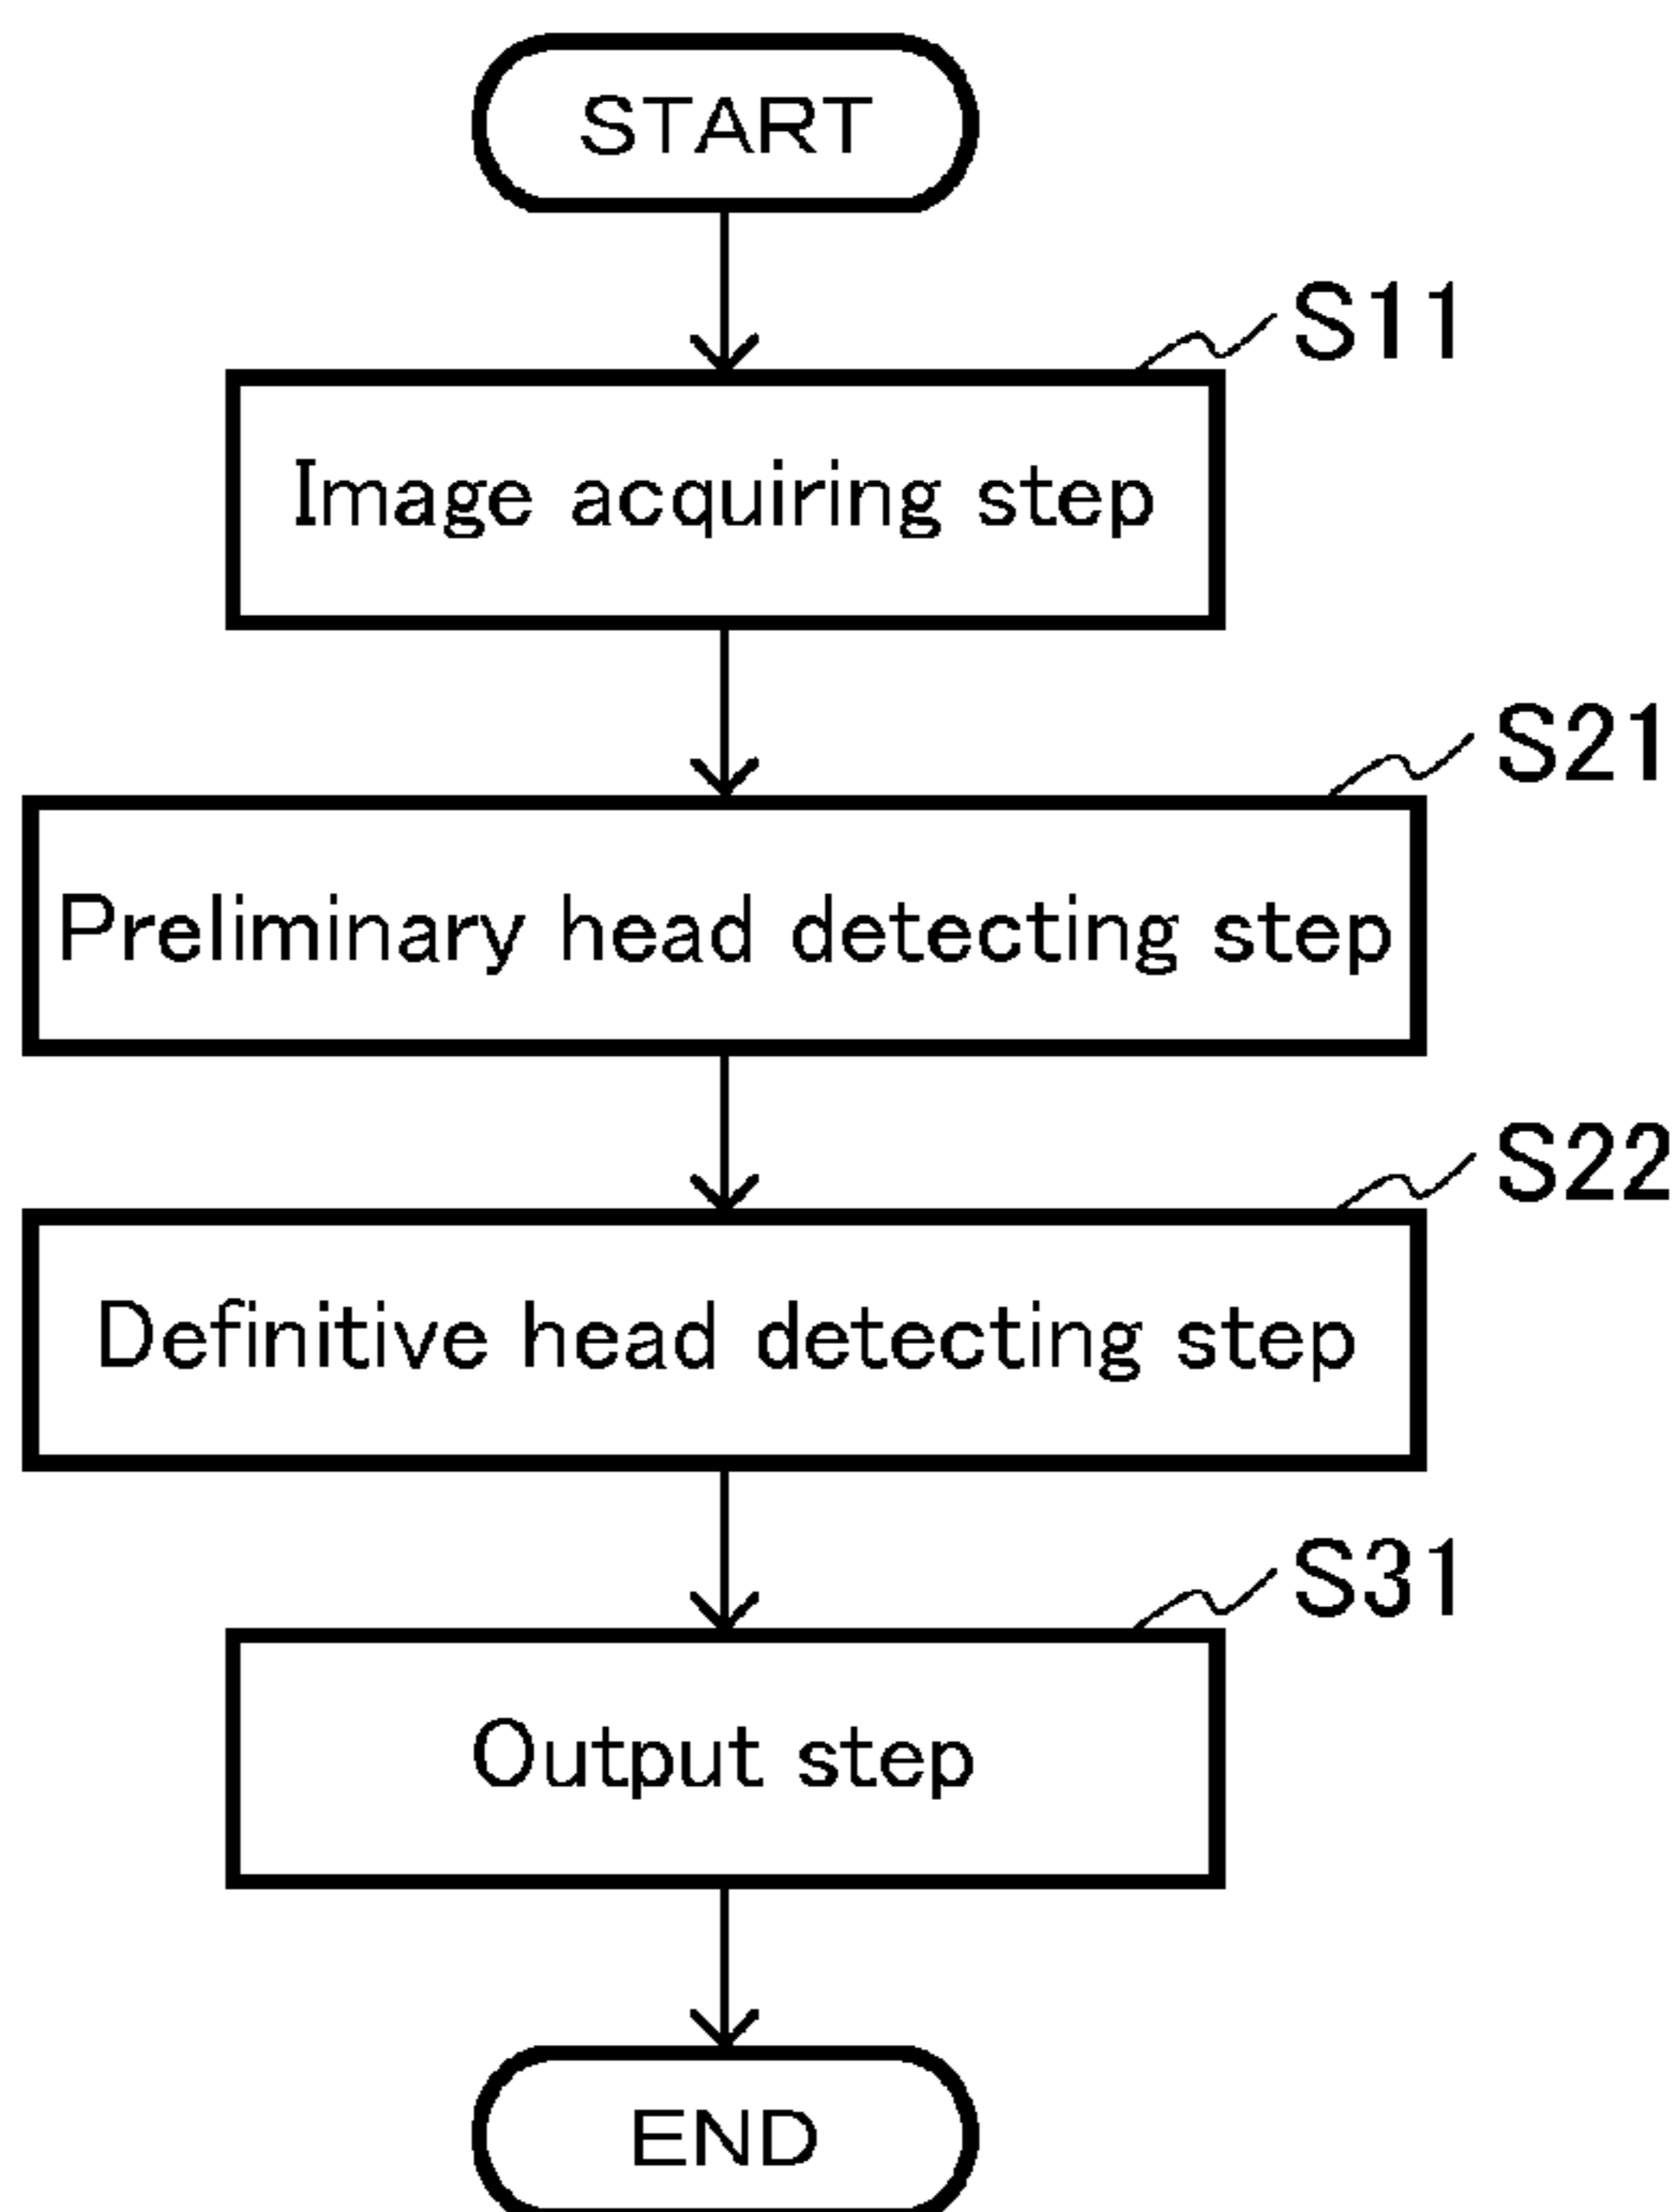 START
S11
Image acquiring step
S21
Preliminary head detecting step
S22
Definitive head detecting step
S31
Output step
END